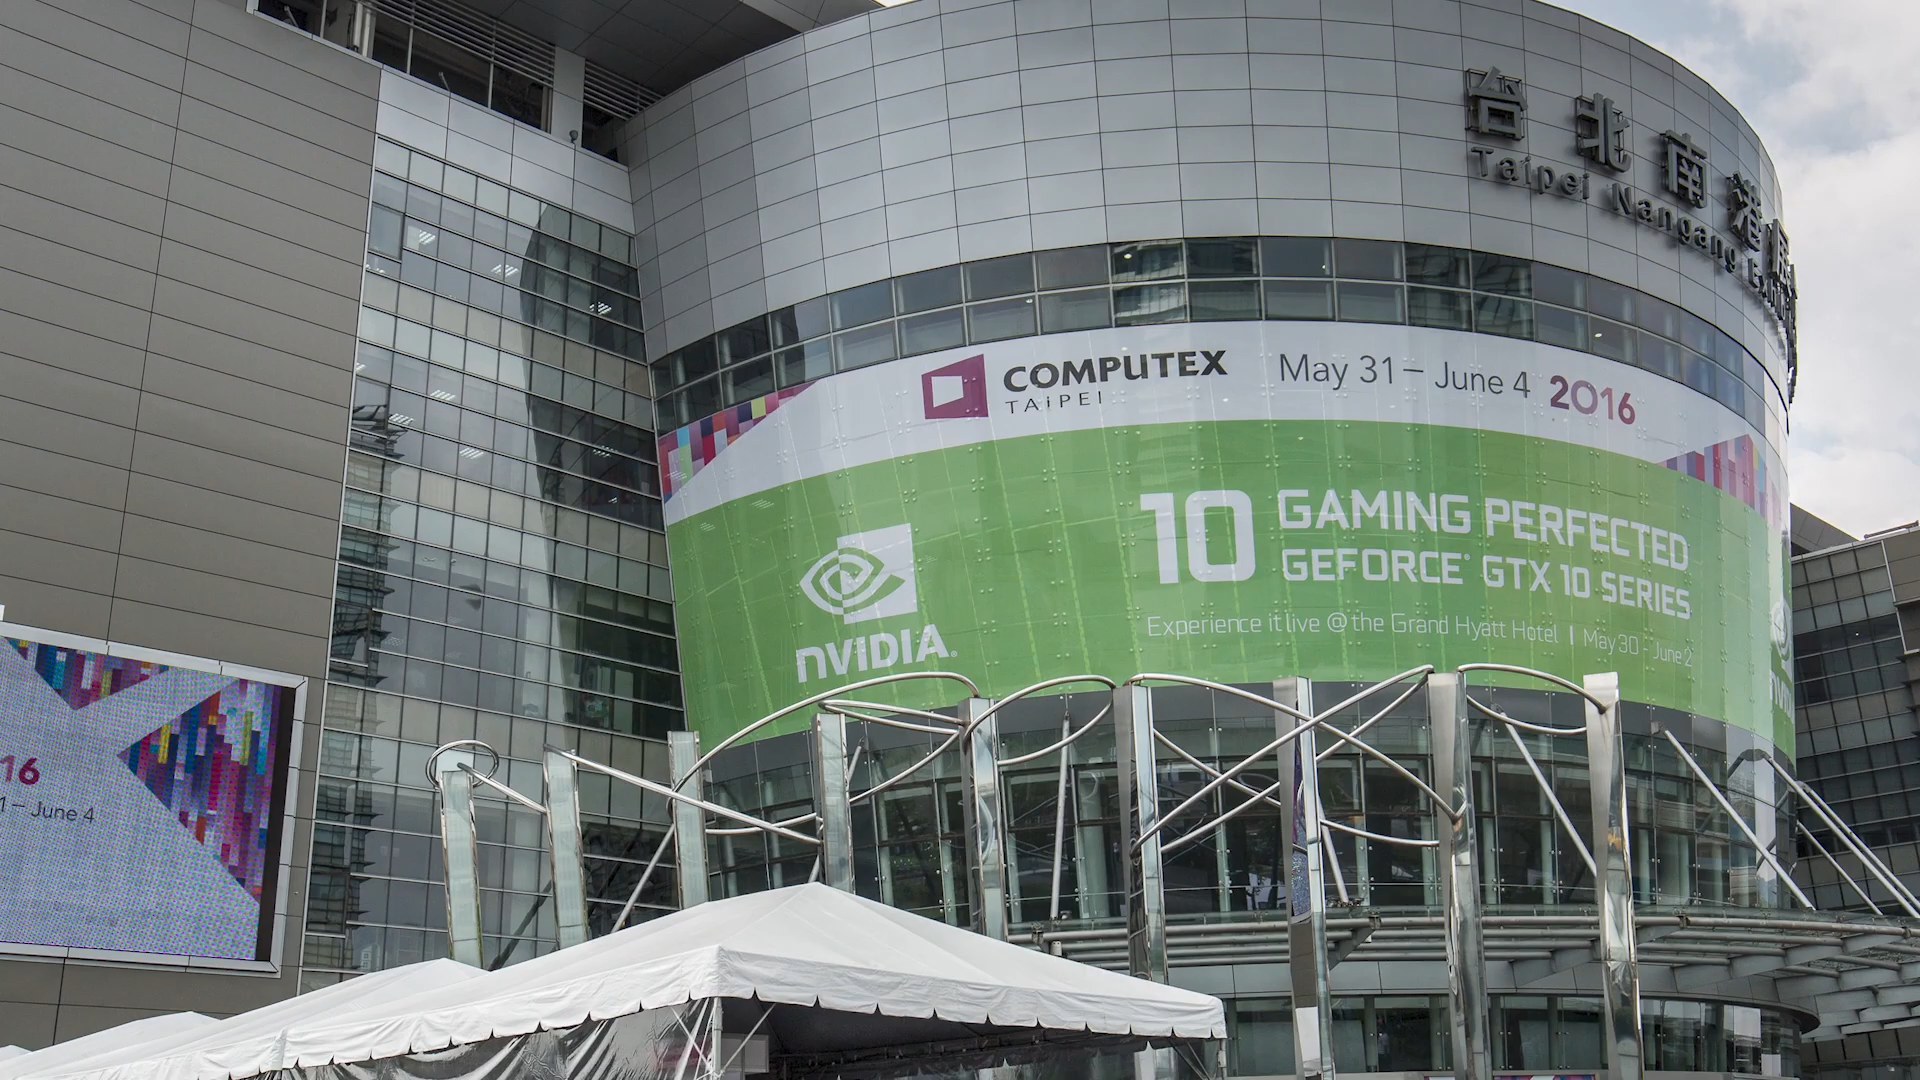 台北南港展
Taipei Nangang Exhibi
COMPUTEX
TAIPEI
May 31 – June 4 2016
10 GAMING PERFECTED
GEFORCE® GTX 10 SERIES
Experience it live @ the Grand Hyatt Hotel | May 30 - June 2
NVIDIA®
16
1 – June 4